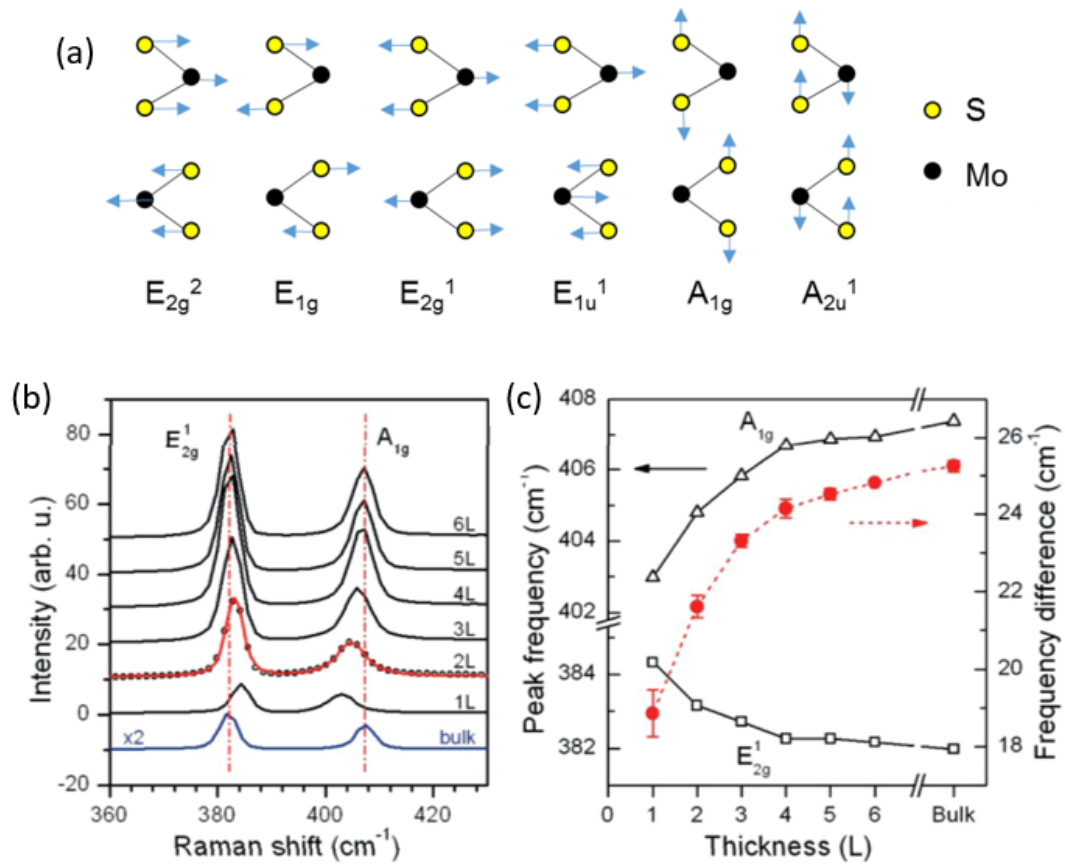 (a)
S
Mo
E₂g² E₁g E₂g¹ E₁u¹ A₁g A₂u¹
(b)
E¹₂g
A₁g
6L
5L
4L
3L
2L
1L
x2
bulk
80
60
40
20
0
-20
Intensity (arb. u.)
360 380 400 420
Raman shift (cm⁻¹)
(c)
A₁g
E¹₂g
408
406
404
402
384
382
Peak frequency (cm⁻¹)
26
24
22
20
18
Frequency difference (cm⁻¹)
0 1 2 3 4 5 6 Bulk
Thickness (L)